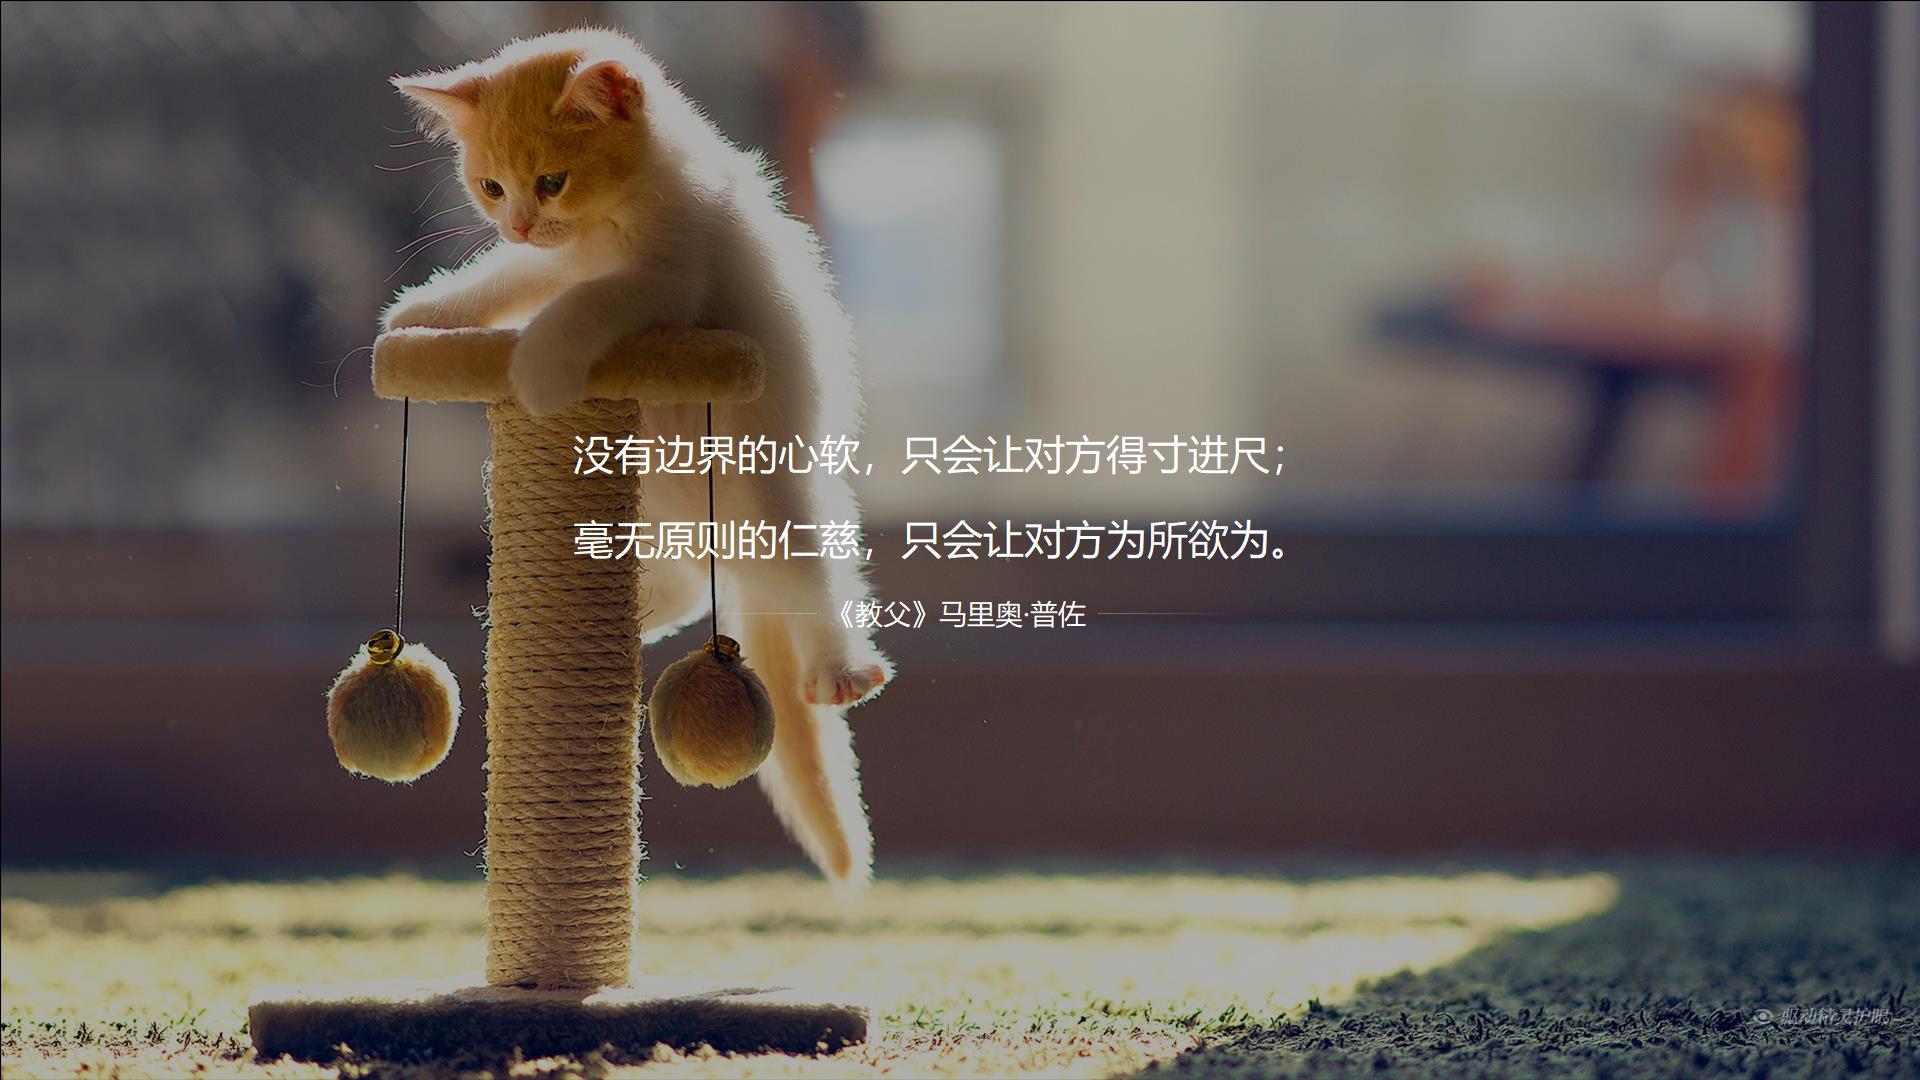 没有边界的心软，只会让对方得寸进尺；
毫无原则的仁慈，只会让对方为所欲为。
《教父》马里奥·普佐
驱动精灵护眼